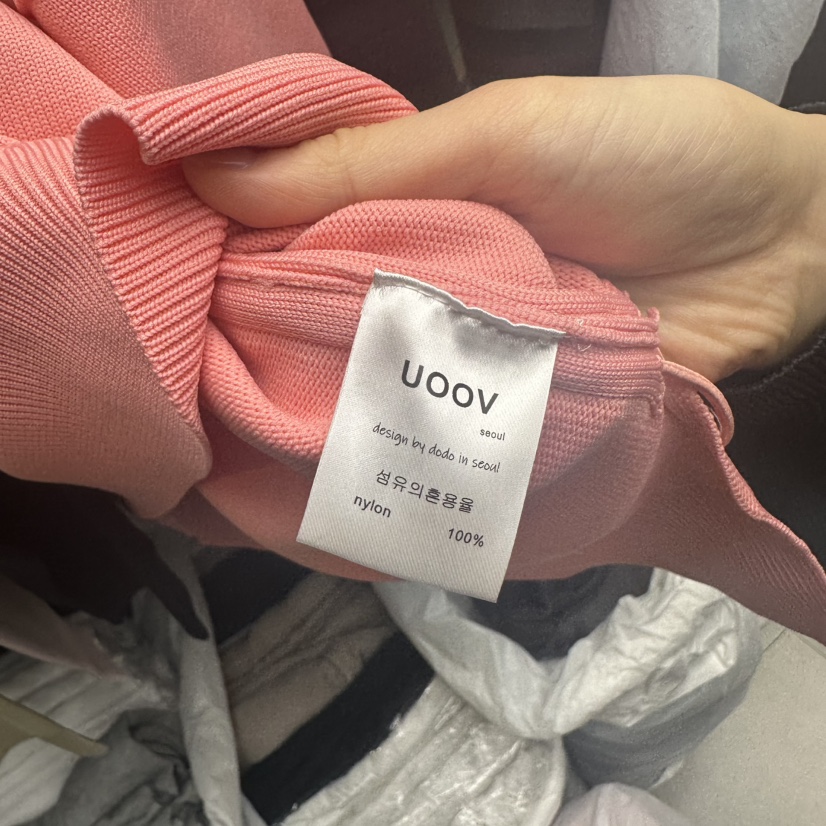 UOOV
seoul
design by dodo in seoul
섬유의혼용율
nylon
100%